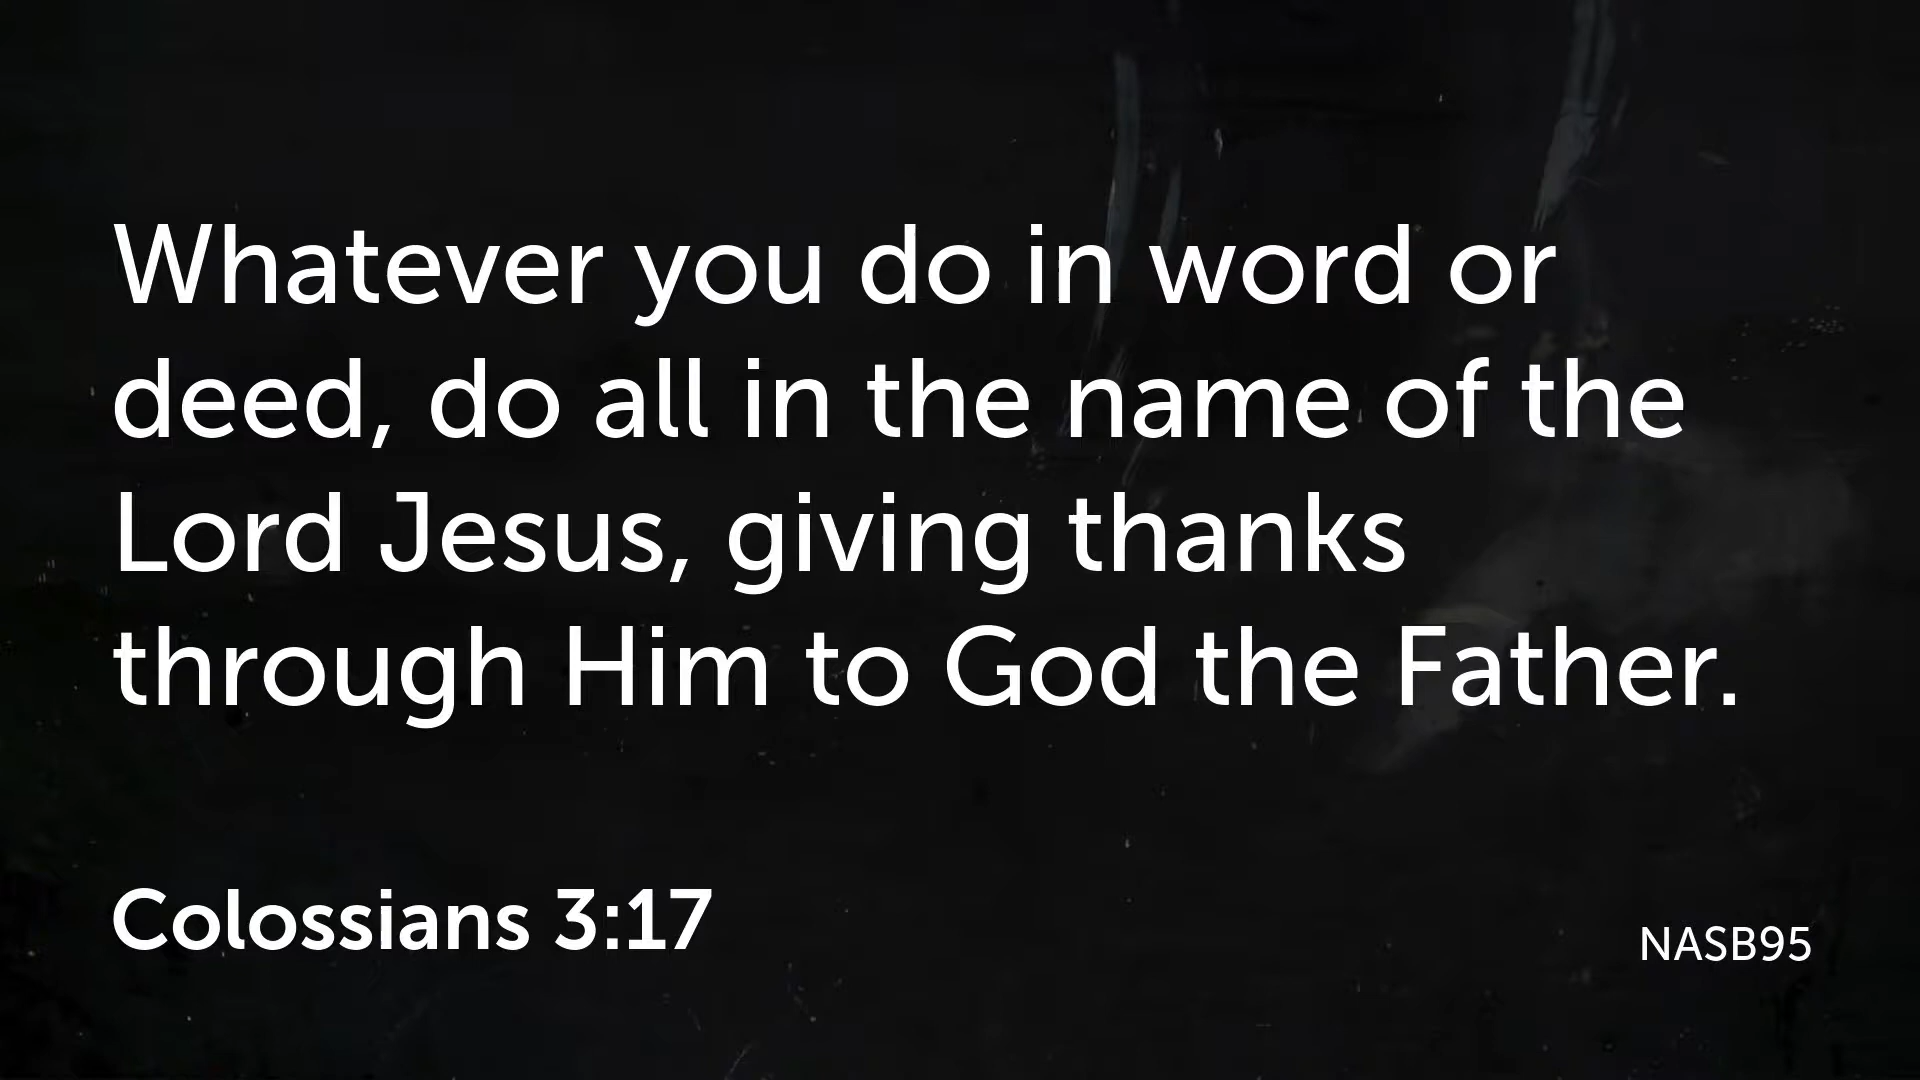 Whatever you do in word or
deed, do all in the name of the
Lord Jesus, giving thanks
through Him to God the Father.
Colossians 3:17
NASB95